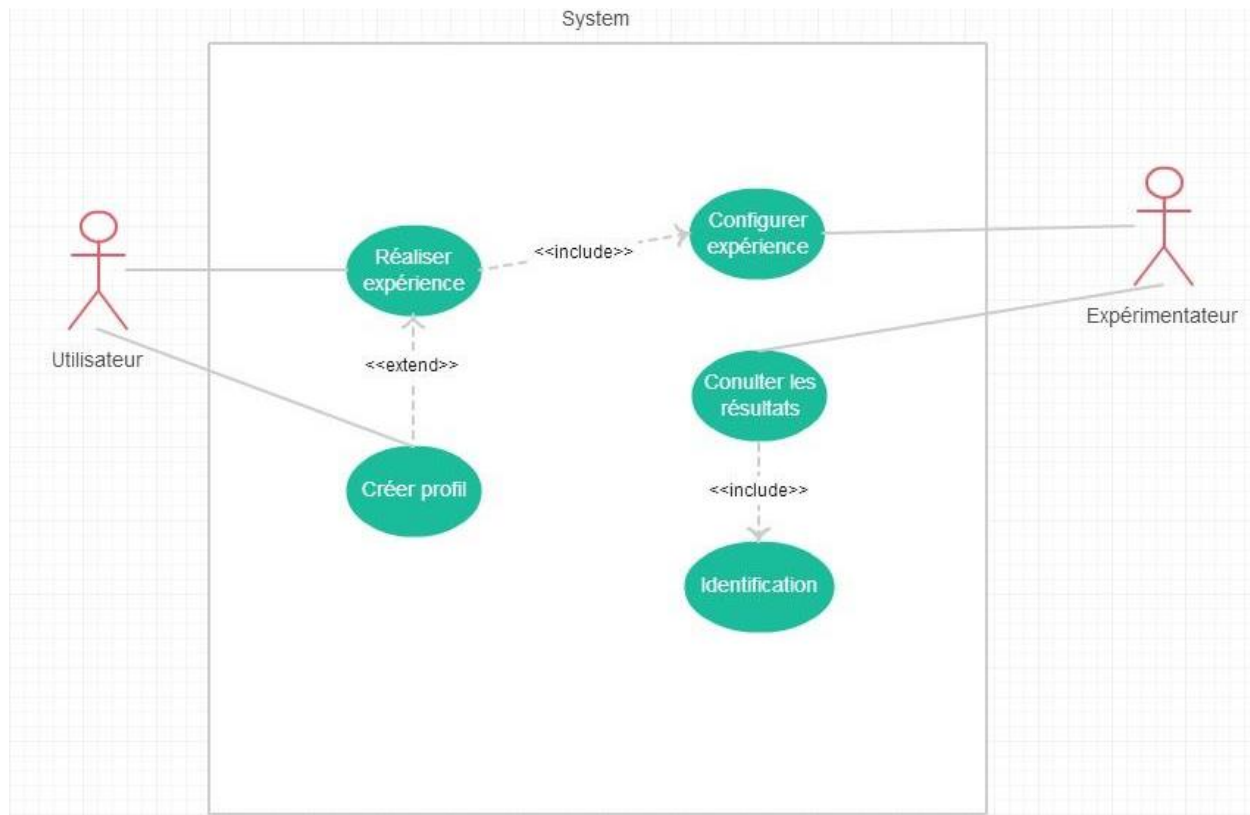 System
Configurer
expérience
Réaliser
expérience
<<include>>
Expérimentateur
Utilisateur
<<extend>>
Conulter les
résultats
Créer profil
<<include>>
Identification